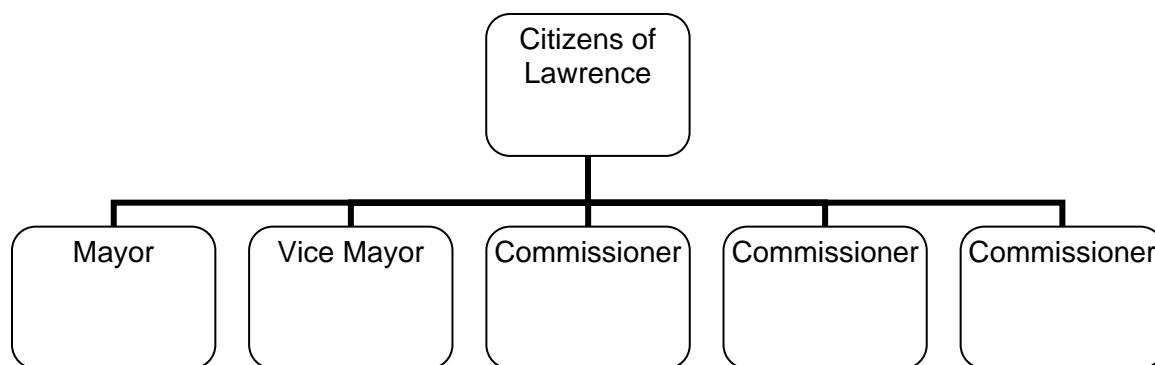 Citizens of
Lawrence
Mayor
Vice Mayor
Commissioner
Commissioner
Commissioner